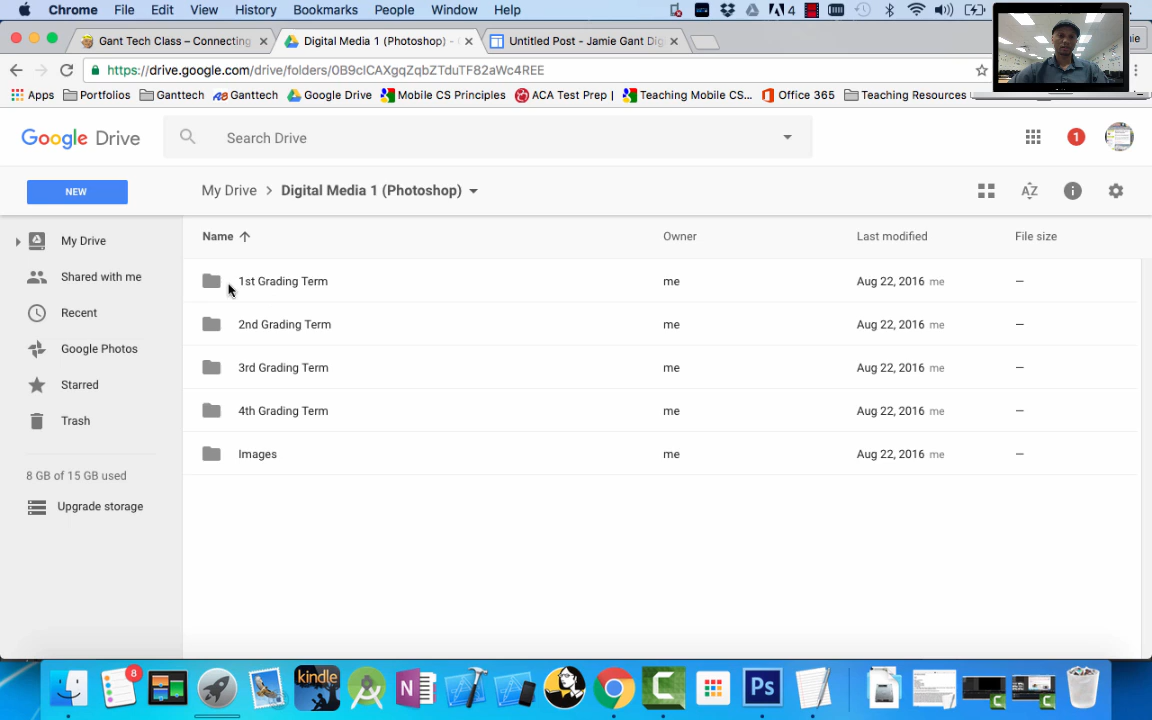 Chrome File Edit View History Bookmarks People Window Help 4
Gant Tech Class – Connecting Digital Media 1 (Photoshop) - Untitled Post - Jamie Gant Dig
https://drive.google.com/drive/folders/0B9clCAXgqZqbZTduTF82aWc4REE
Apps Portfolios Ganttech Ganttech Google Drive Mobile CS Principles ACA Test Prep | Teaching Mobile CS... Office 365 Teaching Resources
Google Drive Search Drive 1
NEW My Drive > Digital Media 1 (Photoshop) AZ
Name Owner Last modified File size
My Drive
Shared with me
Recent
Google Photos
Starred
Trash
8 GB of 15 GB used
Upgrade storage
1st Grading Term me Aug 22, 2016 me –
2nd Grading Term me Aug 22, 2016 me –
3rd Grading Term me Aug 22, 2016 me –
4th Grading Term me Aug 22, 2016 me –
Images me Aug 22, 2016 me –
8 kindle N C Ps